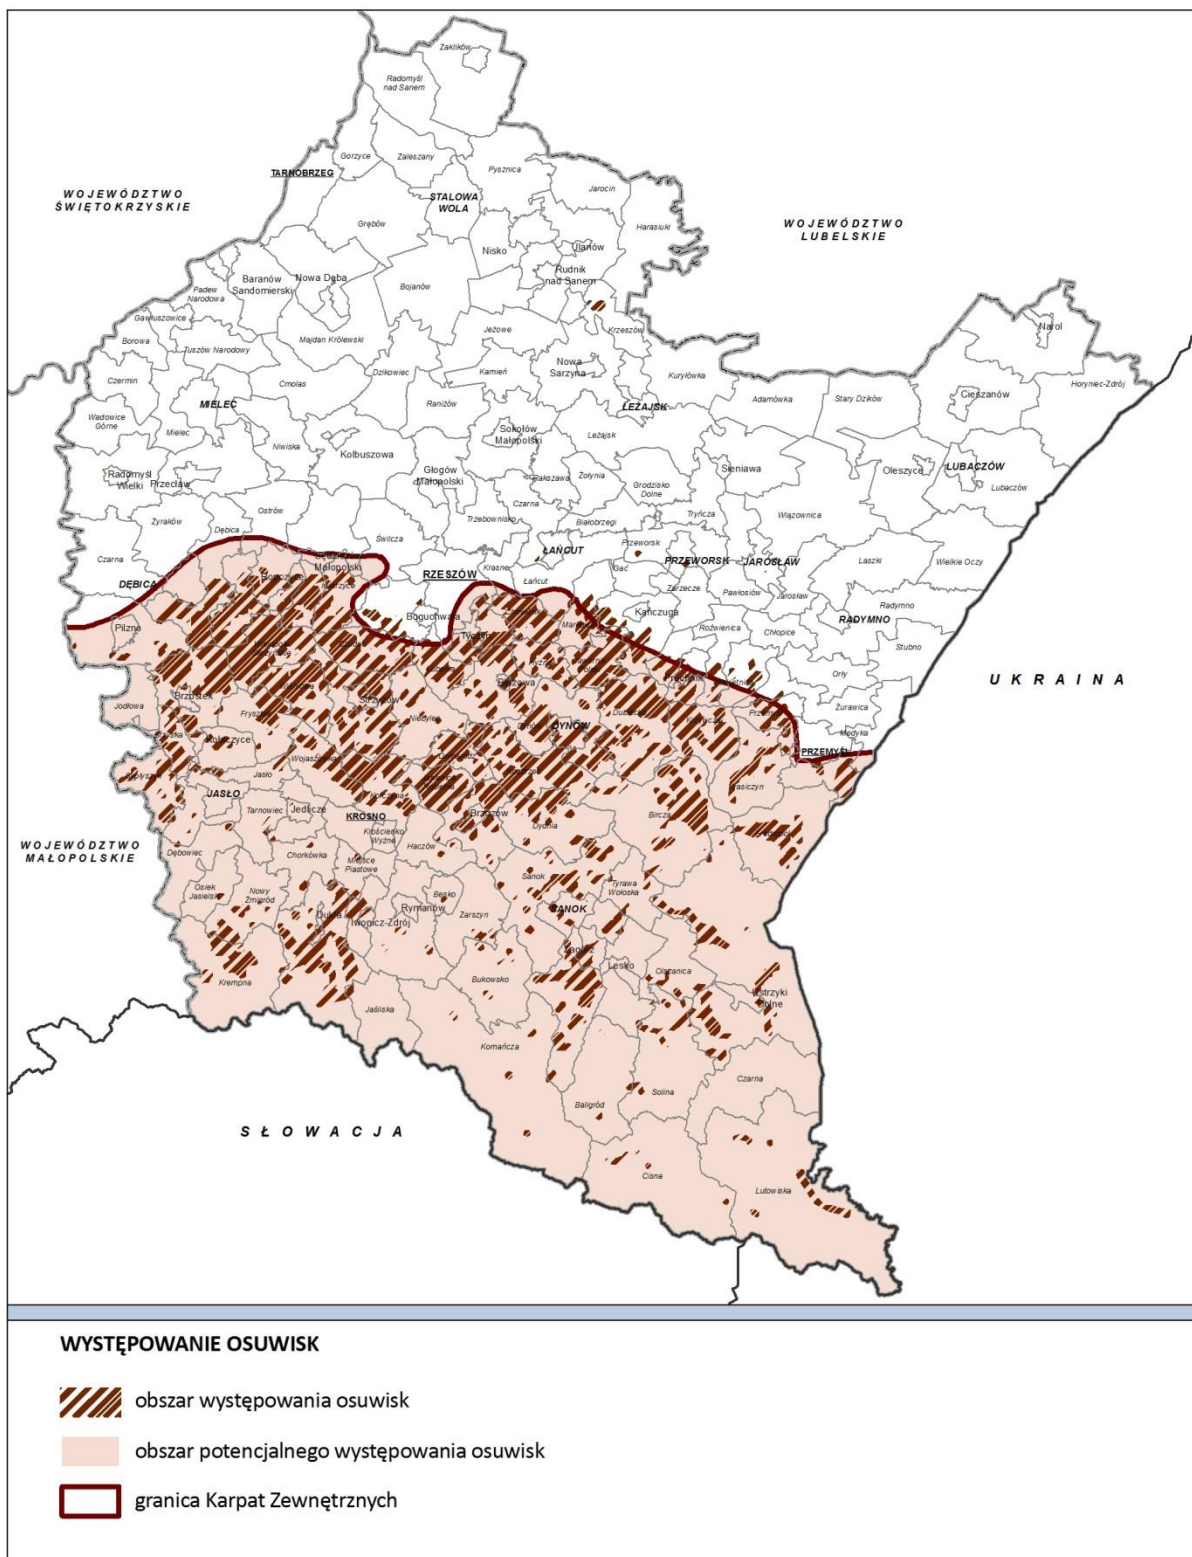 Zaklików
Radomyśl
nad Sanem
Gorzyce
Zaleszany
TARNOBRZEG
Pysznica
WOJEWÓDZTWO
ŚWIĘTOKRZYSKIE
STALOWA
WOLA
Jarocin
Grębów
Harasiuki
WOJEWÓDZTWO
LUBELSKIE
Nisko
Ulanów
Rudnik
nad Sanem
Baranów
Sandomierski
Nowa Dęba
Padew
Narodowa
Bojanów
Gawłuszowice
Krzeszów
Narol
Borowa
Tuszów Narodowy
Majdan Królewski
Jeżowe
Nowa
Sarzyna
Dzikowiec
Kamień
Kuryłówka
Horyniec-Zdrój
Czermin
Cmolas
Cieszanów
Adamówka
Stary Dzików
MIELEC
Raniżów
LEŻAJSK
Wadowice
Górne
Mielec
Sokołów
Małopolski
Leżajsk
Niwiska
Kolbuszowa
Oleszyce
LUBACZÓW
Radomyśl
Wielki
Przecław
Głogów
Małopolski
Rakszawa
Żołynia
Grodzisko
Dolne
Sieniawa
Lubaczów
Czarna
Ostrów
Żyraków
Dębica
Trzebownisko
Białobrzegi
Tryńcza
Wiązownica
Świlcza
Czarna
ŁAŃCUT
Przeworsk
PRZEWORSK
JAROSŁAW
Laszki
Wielkie Oczy
Krasne
RZESZÓW
Łańcut
Gać
Zarzecze
Pawłosiów
Jarosław
DĘBICA
Małopolski
Radymno
RADYMNO
Kańczuga
Boguchwała
Roźwienica
Chłopice
Stubno
Pilzno
Tyczyn
Orły
UKRAINA
Żurawica
Brzostek
Jodłowa
Medyka
DYNÓW
PRZEMYŚL
Wojaszówka
Jasło
JASŁO
Tarnowiec
Jedlicze
KROSNO
Krościenko
Wyżne
Brzozów
Dydnia
Bircza
WOJEWÓDZTWO
MAŁOPOLSKIE
Dębowiec
Chorkówka
Haczów
Miejsce
Piastowe
Osiek
Jasielski
Nowy
Żmigród
Sanok
Tyrawa
Wołoska
Besko
Rymanów
Zarszyn
SANOK
Dukla
Iwonicz-Zdrój
Lesko
Olszanica
Bukowsko
Krempna
Ustrzyki
Dolne
Jaśliska
Komańcza
Czarna
Solina
Baligród
SŁOWACJA
Cisna
Lutowiska
WYSTĘPOWANIE OSUWISK
obszar występowania osuwisk
obszar potencjalnego występowania osuwisk
granica Karpat Zewnętrznych